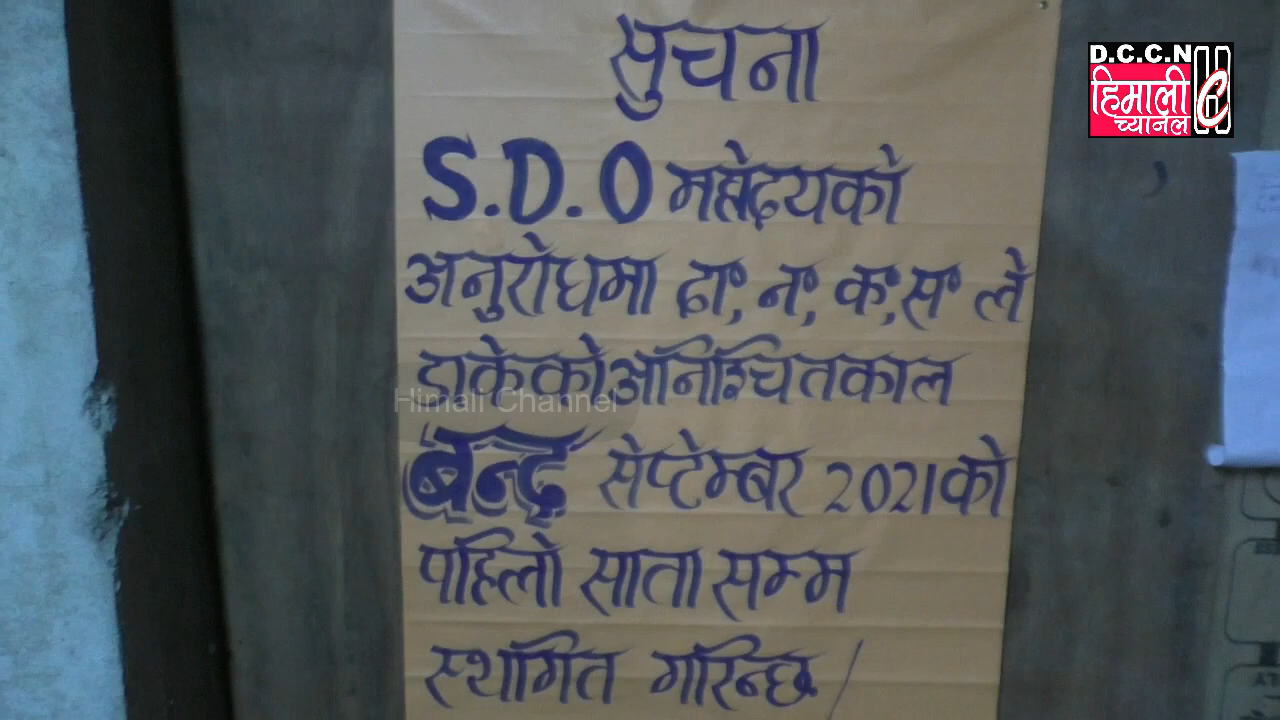 D.C.C.N
हिमाली
च्यानल
सुचना
S.D.O महोदयको
अनुरोधमा दा॰, न॰, क॰, स॰ ले
डाकेको अनिश्चितकाल
Himali Channel
बन्द सेप्टेम्बर 2021को
पहिलो साता सम्म
स्थगित गरिन्छ/